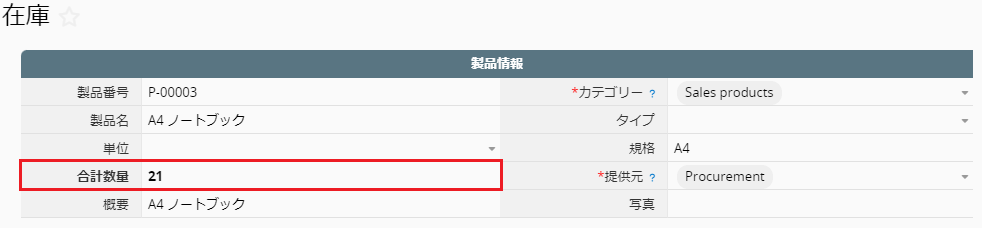 在庫
製品情報
製品番号 P-00003 *カテゴリー ? Sales products
製品名 A4 ノートブック タイプ
単位 規格 A4
合計数量 21 *提供元 ? Procurement
概要 A4 ノートブック 写真